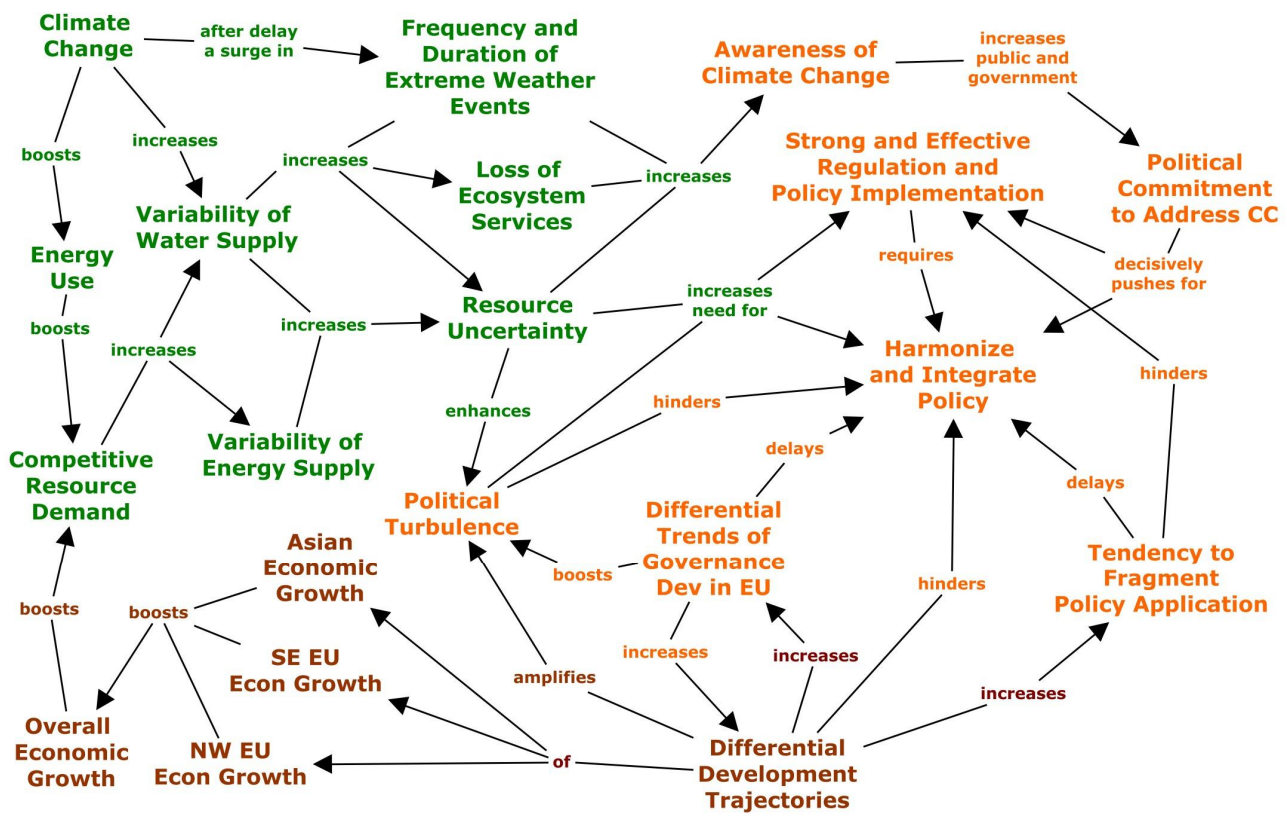 Climate
Change
after delay
a surge in
Frequency and
Duration of
Extreme Weather
Events
Awareness of
Climate Change
increases
public and
government
boosts
increases
increases
Loss of
Ecosystem
Services
increases
Strong and Effective
Regulation and
Policy Implementation
Political
Commitment
to Address CC
Variability of
Water Supply
Energy
Use
requires
decisively
pushes for
boosts
increases
increases
Resource
Uncertainty
increases
need for
Harmonize
and Integrate
Policy
hinders
enhances
hinders
Variability of
Energy Supply
delays
Competitive
Resource
Demand
delays
Political
Turbulence
Differential
Trends of
Governance
Dev in EU
Asian
Economic
Growth
boosts
hinders
Tendency to
Fragment
Policy Application
boosts
boosts
SE EU
Econ Growth
amplifies
increases
increases
increases
Overall
Economic
Growth
NW EU
Econ Growth
of
Differential
Development
Trajectories